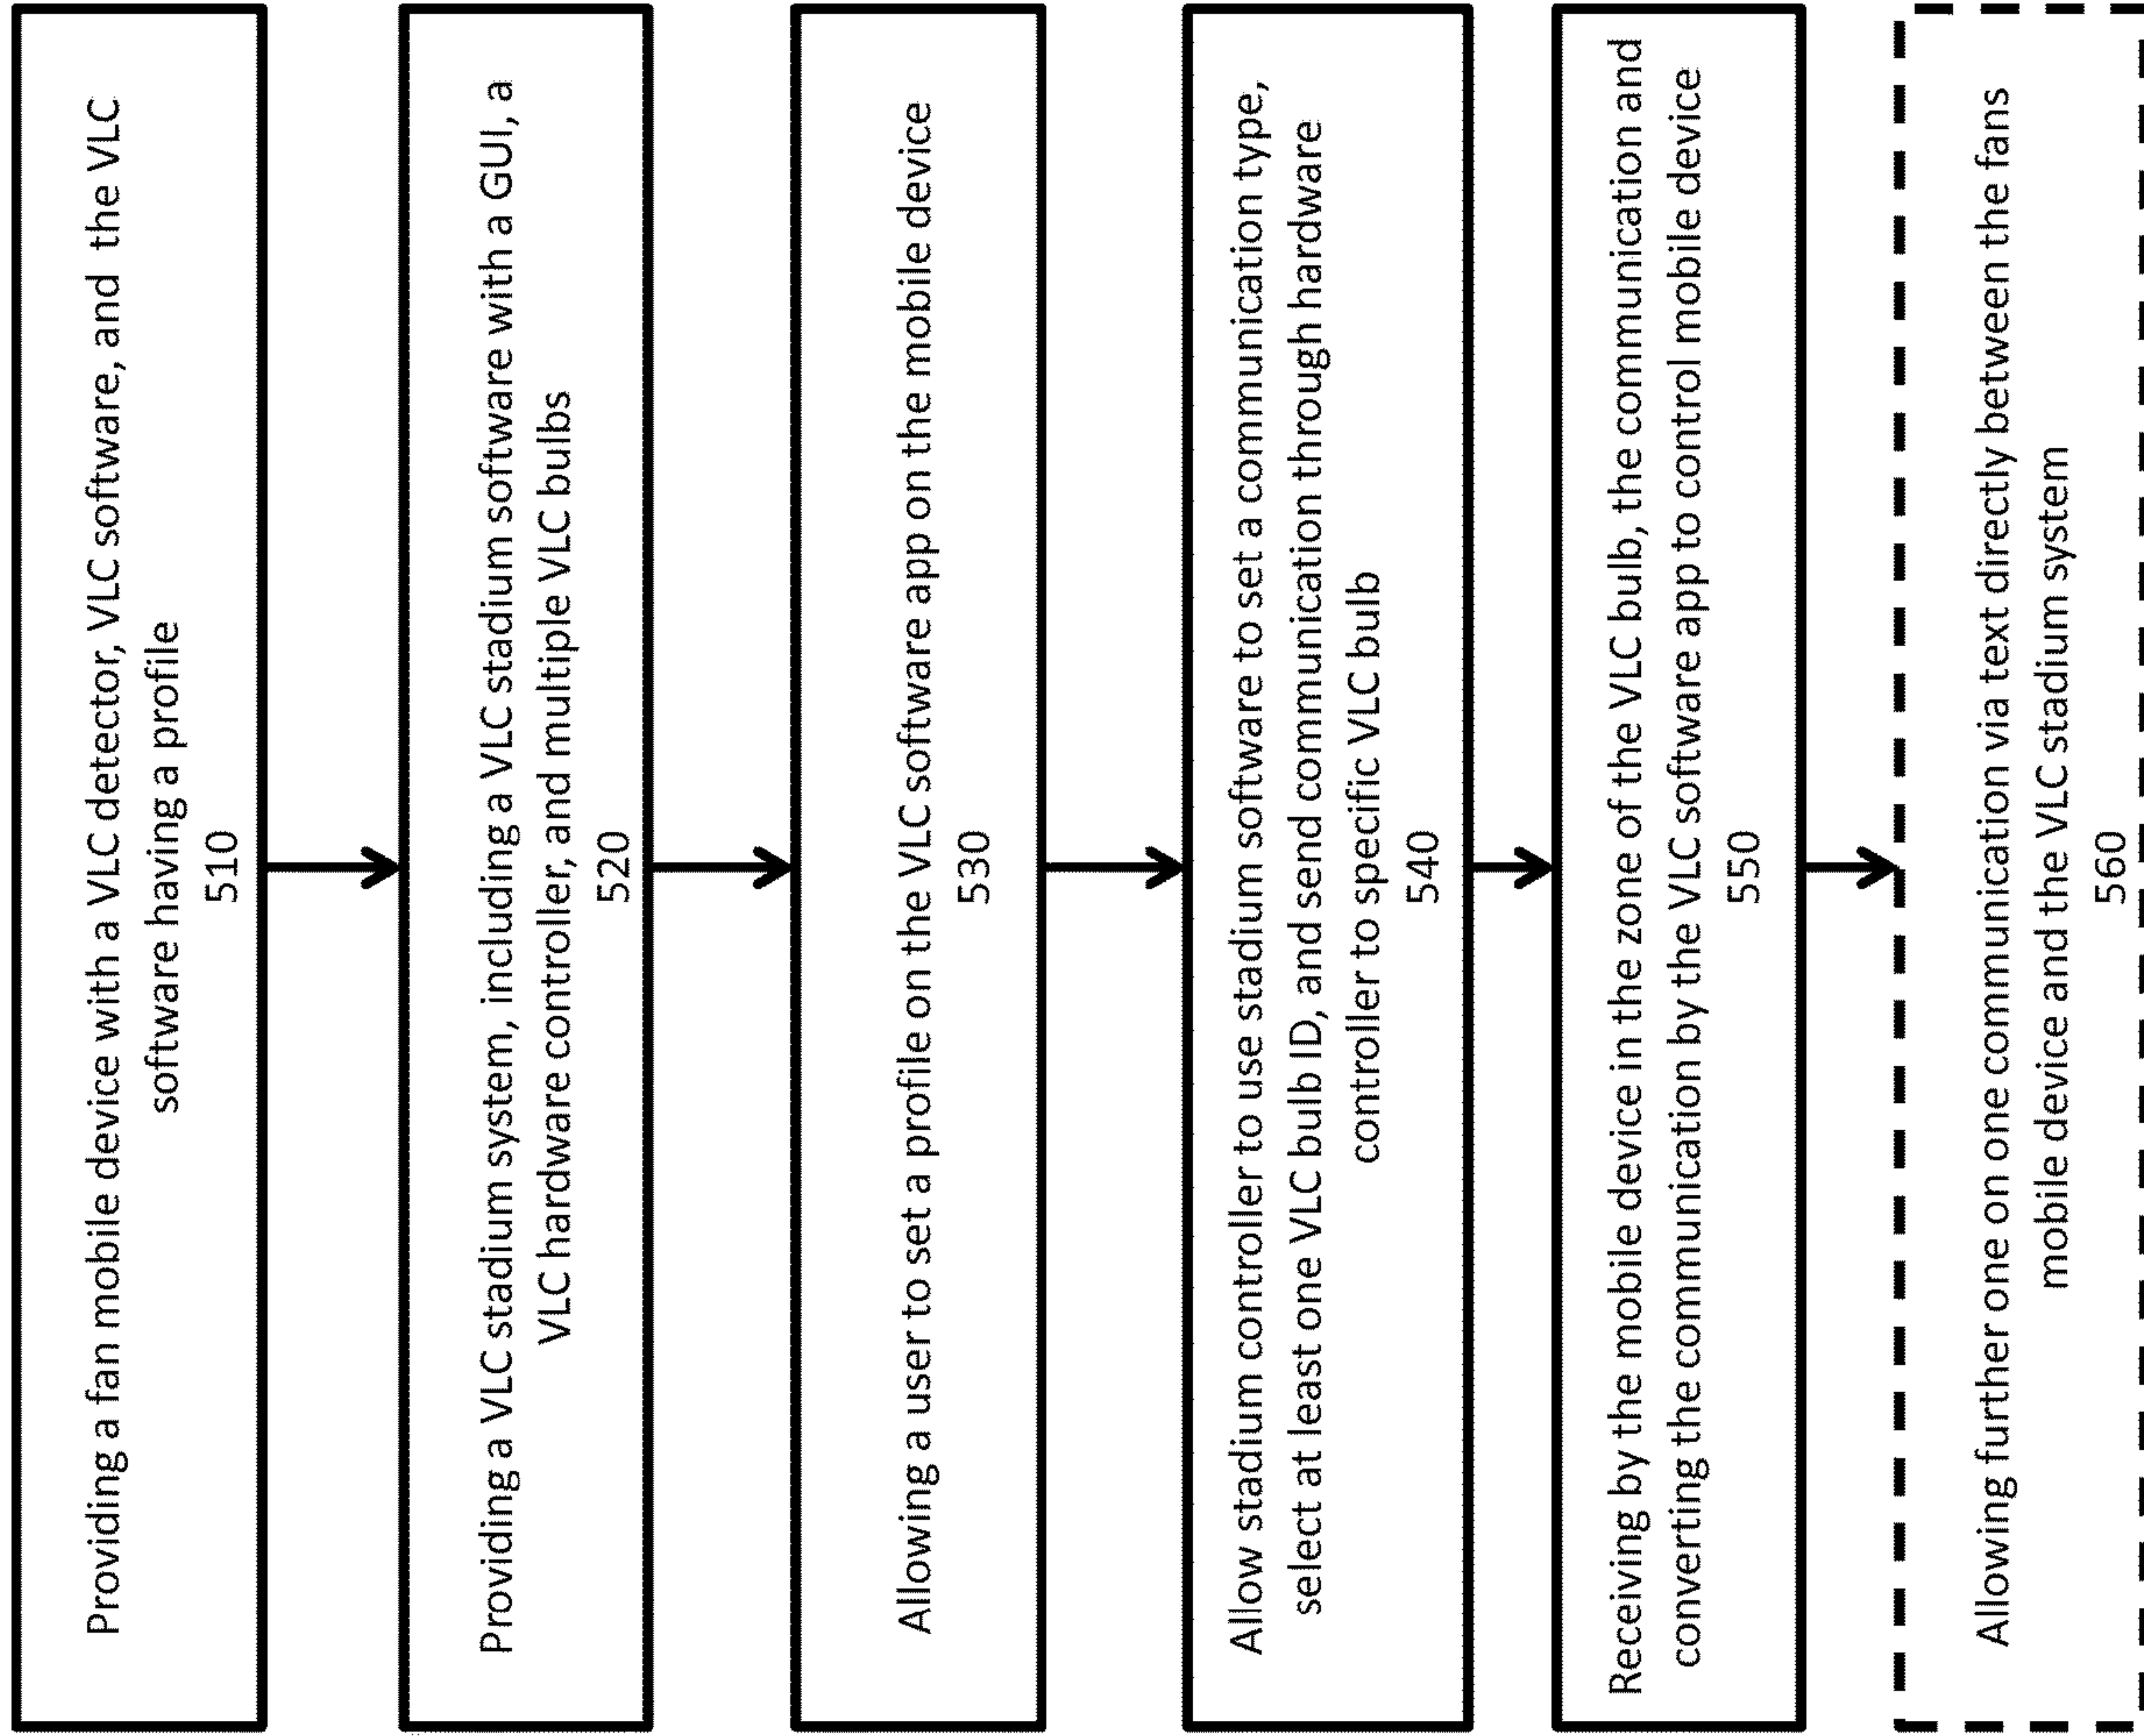 Providing a fan mobile device with a VLC detector, VLC software, and the VLC
software having a profile
510
Providing a VLC stadium system, including a VLC stadium software with a GUI, a
VLC hardware controller, and multiple VLC bulbs
520
Allowing a user to set a profile on the VLC software app on the mobile device
530
Allow stadium controller to use stadium software to set a communication type,
select at least one VLC bulb ID, and send communication through hardware
controller to specific VLC bulb
540
Receiving by the mobile device in the zone of the VLC bulb, the communication and
converting the communication by the VLC software app to control mobile device
550
Allowing further one on one communication via text directly between the fans
mobile device and the VLC stadium system
560